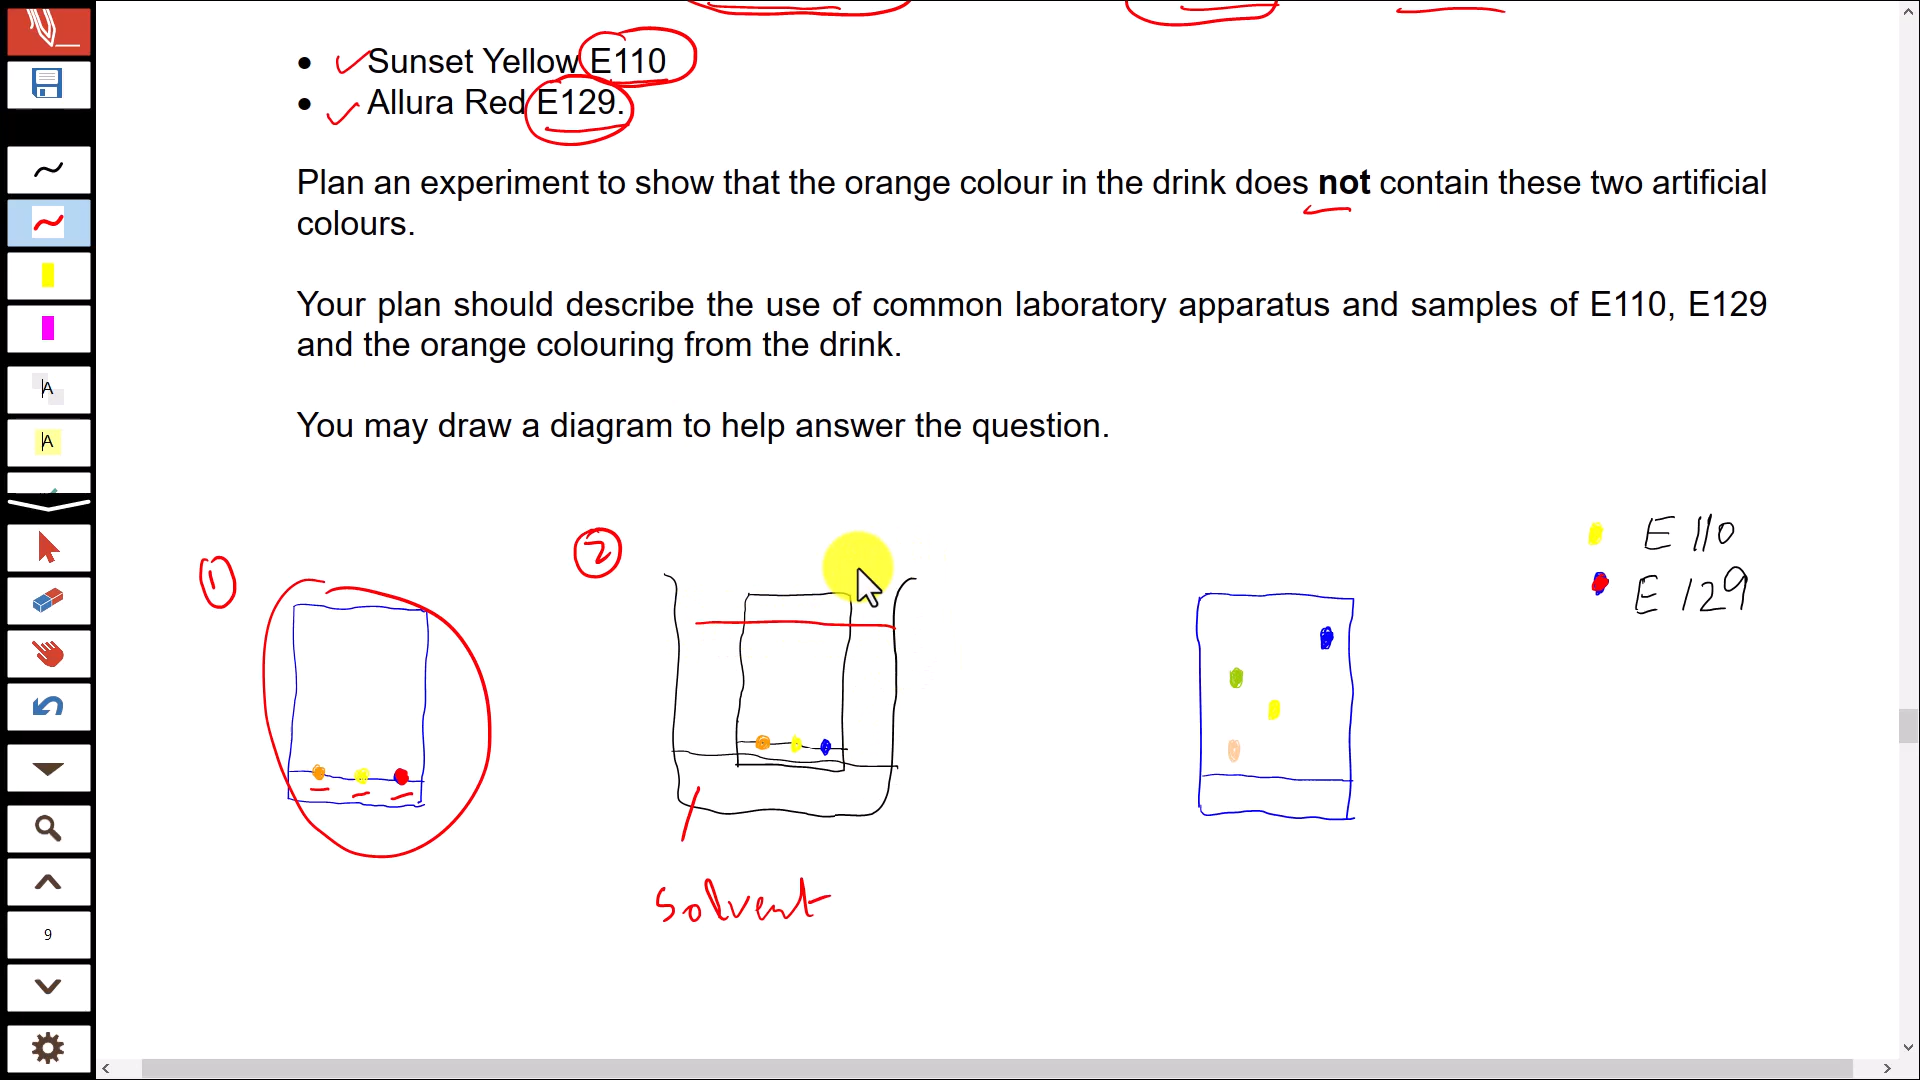 • Sunset Yellow E110
• Allura Red E129.
Plan an experiment to show that the orange colour in the drink does not contain these two artificial
colours.
Your plan should describe the use of common laboratory apparatus and samples of E110, E129
and the orange colouring from the drink.
You may draw a diagram to help answer the question.
1
2
E 110
E 129
Solvent
A
A
9